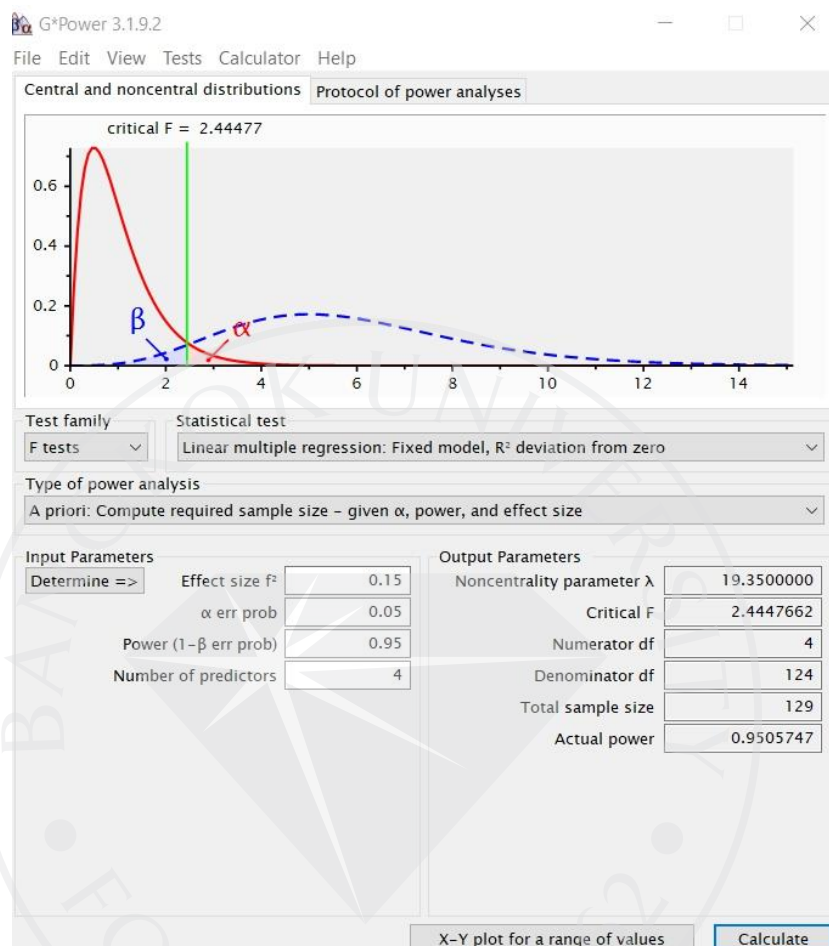 βα G*Power 3.1.9.2
File Edit View Tests Calculator Help
Central and noncentral distributions Protocol of power analyses
critical F = 2.44477
0.6
0.4
0.2
0
β
α
0 2 4 6 8 10 12 14
Test family Statistical test
F tests Linear multiple regression: Fixed model, R² deviation from zero
Type of power analysis
A priori: Compute required sample size – given α, power, and effect size
Input Parameters Output Parameters
Determine => Effect size f² 0.15 Noncentrality parameter λ 19.3500000
α err prob 0.05 Critical F 2.4447662
Power (1-β err prob) 0.95 Numerator df 4
Number of predictors 4 Denominator df 124
Total sample size 129
Actual power 0.9505747
X-Y plot for a range of values Calculate
BANGKOK UNIVERSITY